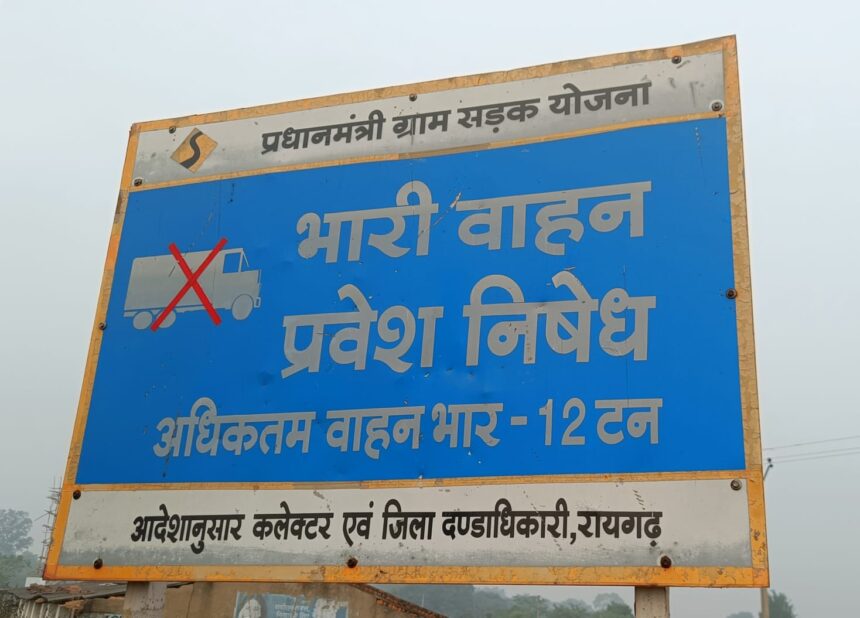 प्रधानमंत्री ग्राम सड़क योजना
भारी वाहन
प्रवेश निषेध
अधिकतम वाहन भार - 12 टन
आदेशानुसार कलेक्टर एवं जिला दण्डाधिकारी,रायगढ़